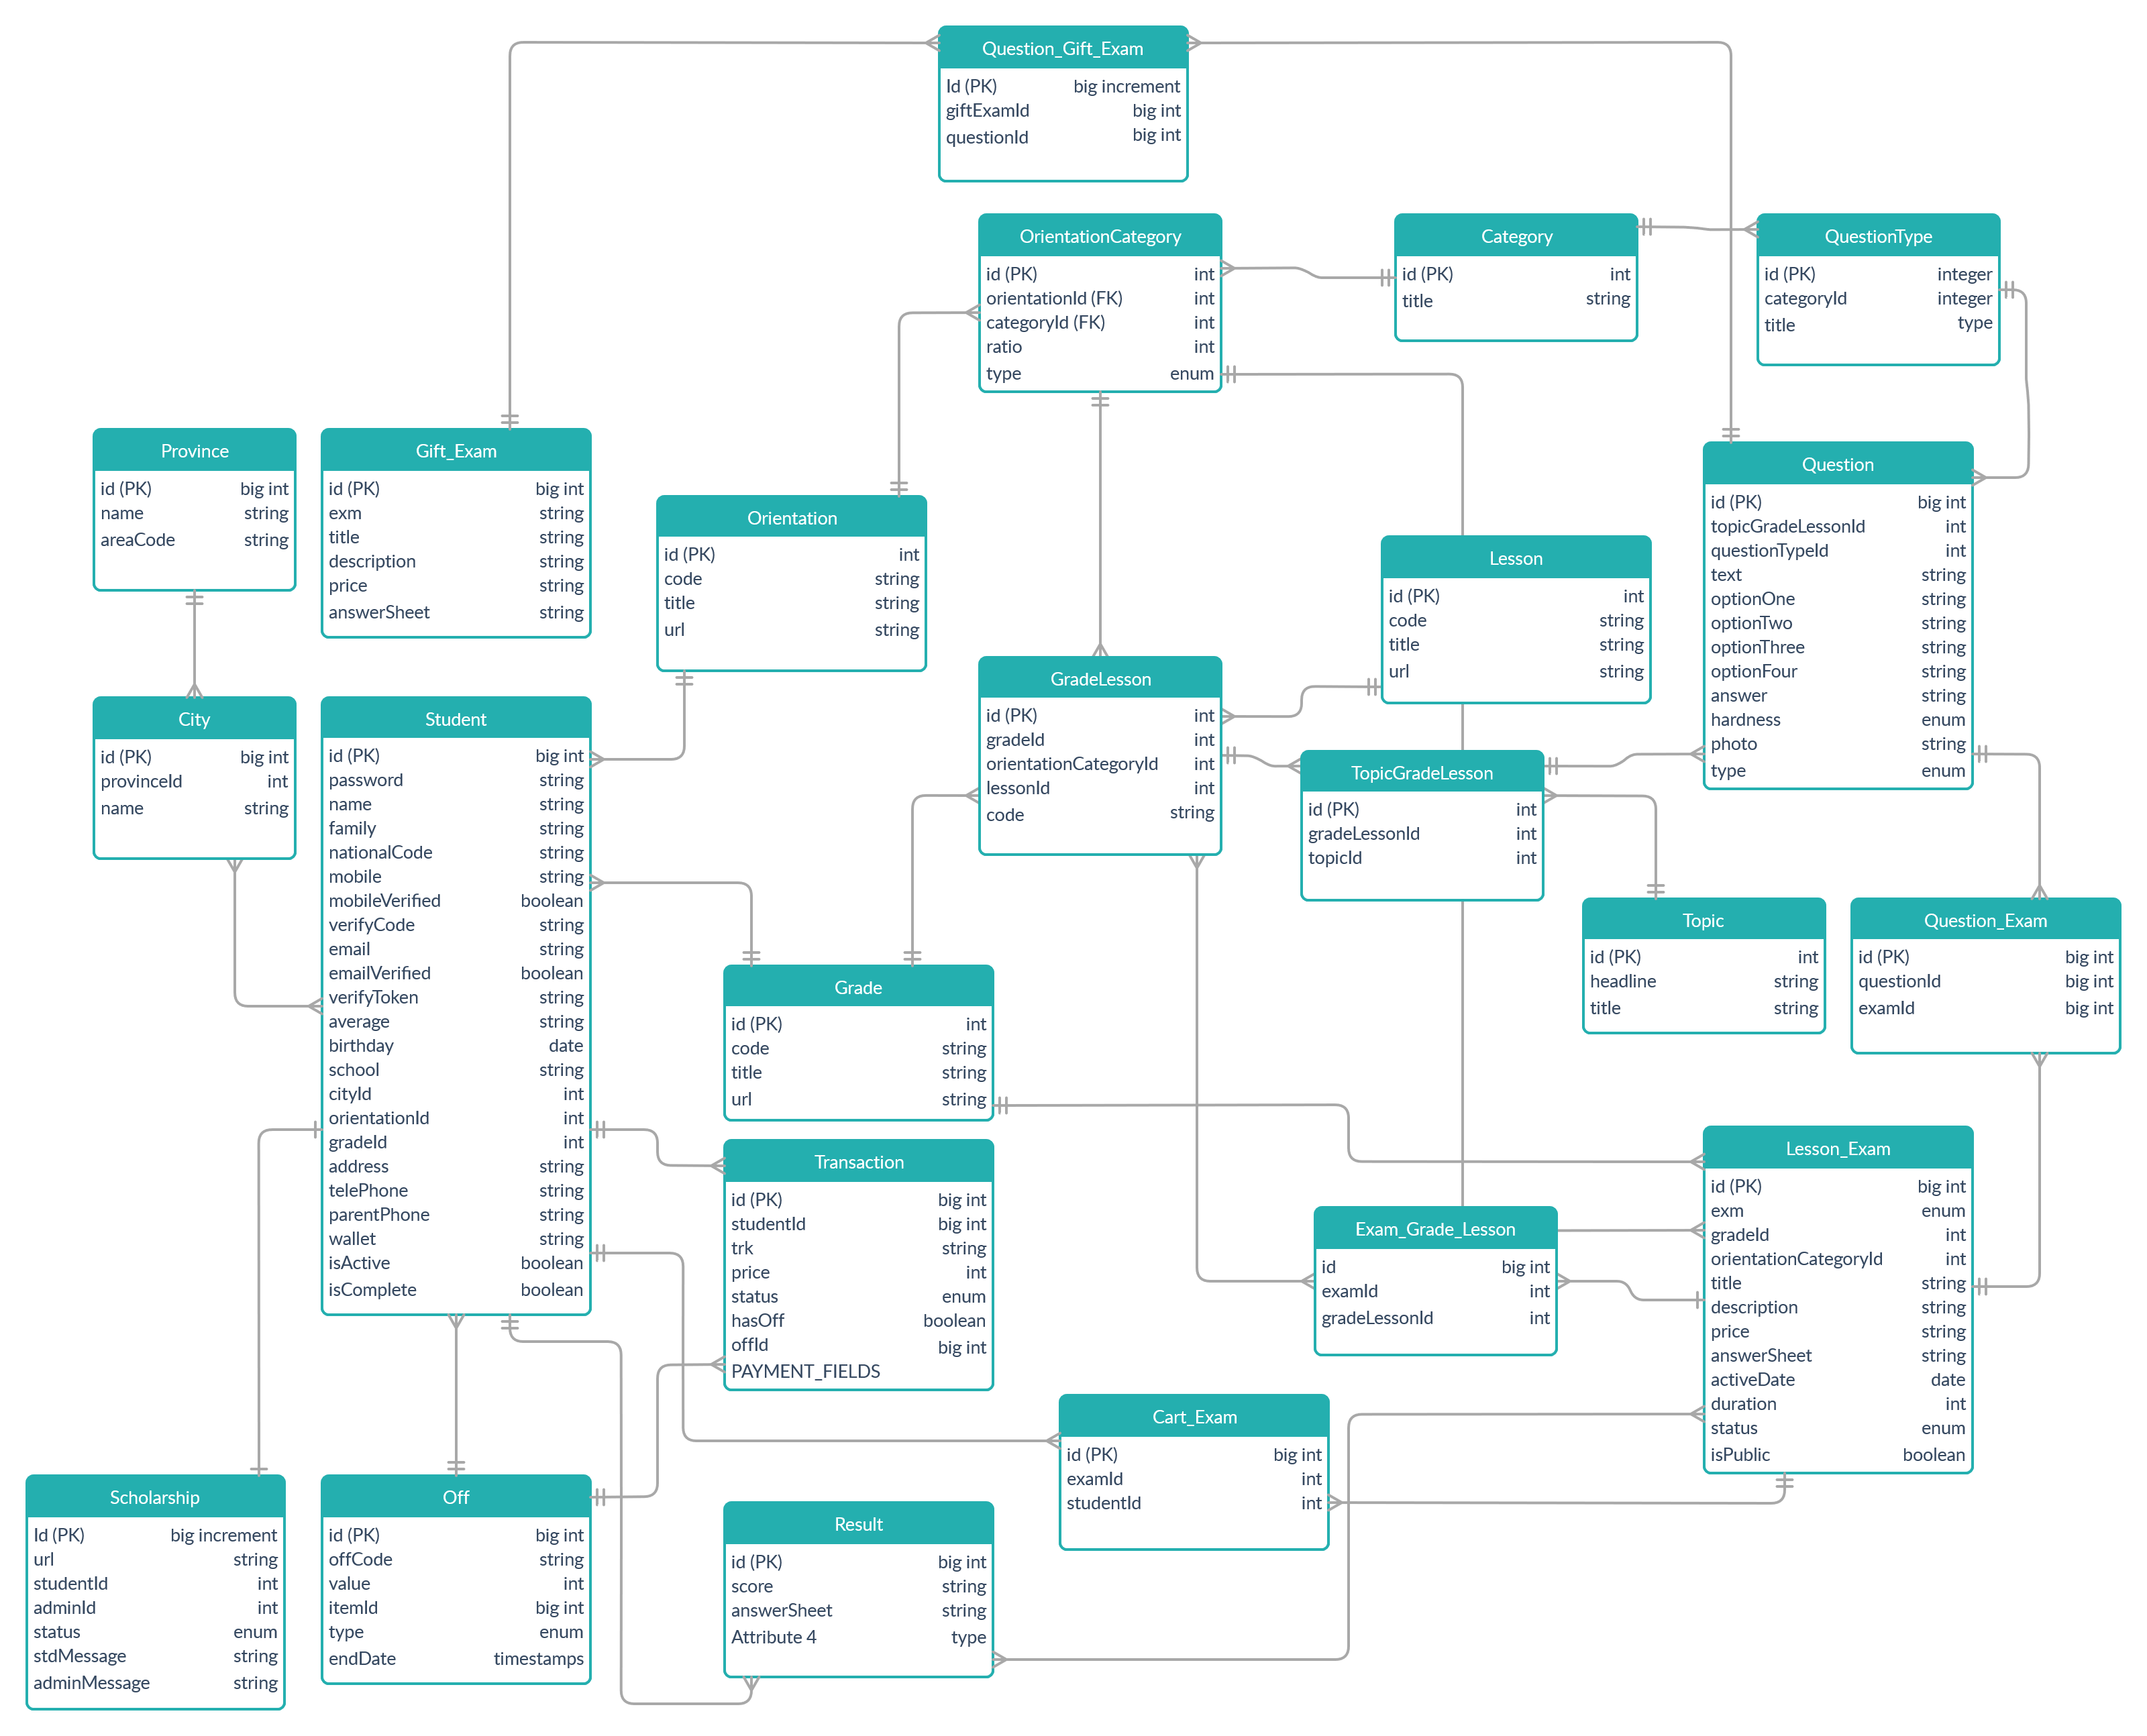 Question_Gift_Exam
Id (PK) big increment
giftExamId big int
questionId big int
OrientationCategory
id (PK) int
orientationId (FK) int
categoryId (FK) int
ratio int
type enum
Category
id (PK) int
title string
QuestionType
id (PK) integer
categoryId integer
title type
Province
id (PK) big int
name string
areaCode string
Gift_Exam
id (PK) big int
exm string
title string
description string
price string
answerSheet string
Orientation
id (PK) int
code string
title string
url string
Lesson
id (PK) int
code string
title string
url string
Question
id (PK) big int
topicGradeLessonId int
questionTypeId int
text string
optionOne string
optionTwo string
optionThree string
optionFour string
answer string
hardness enum
photo string
type enum
City
id (PK) big int
provinceId int
name string
Student
id (PK) big int
password string
name string
family string
nationalCode string
mobile string
mobileVerified boolean
verifyCode string
email string
emailVerified boolean
verifyToken string
average string
birthday date
school string
cityId int
orientationId int
gradeId int
address string
telePhone string
parentPhone string
wallet string
isActive boolean
isComplete boolean
GradeLesson
id (PK) int
gradeId int
orientationCategoryId int
lessonId int
code string
TopicGradeLesson
id (PK) int
gradeLessonId int
topicId int
Topic
id (PK) int
headline string
title string
Question_Exam
id (PK) big int
questionId big int
examId big int
Grade
id (PK) int
code string
title string
url string
Transaction
id (PK) big int
studentId big int
trk string
price int
status enum
hasOff boolean
offId big int
PAYMENT_FIELDS
Exam_Grade_Lesson
id big int
examId int
gradeLessonId int
Lesson_Exam
id (PK) big int
exm enum
gradeId int
orientationCategoryId int
title string
description string
price string
answerSheet string
activeDate date
duration int
status enum
isPublic boolean
Cart_Exam
id (PK) big int
examId int
studentId int
Scholarship
Id (PK) big increment
url string
studentId int
adminId int
status enum
stdMessage string
adminMessage string
Off
id (PK) big int
offCode string
value int
itemId big int
type enum
endDate timestamps
Result
id (PK) big int
score string
answerSheet string
Attribute 4 type